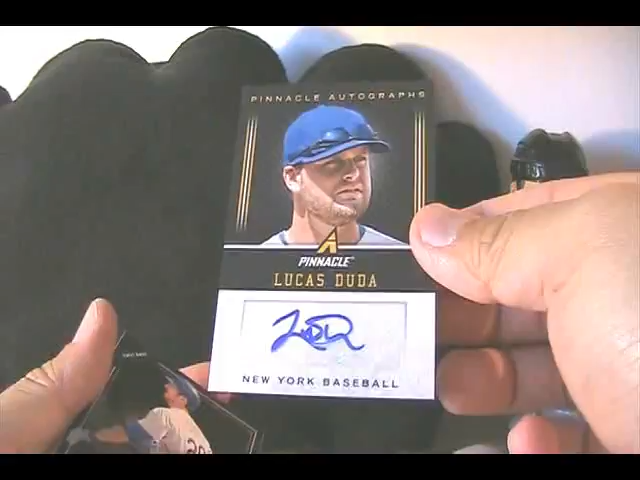 PINNACLE AUTOGRAPHS
PINNACLE
LUCAS DUDA
NEW YORK BASEBALL